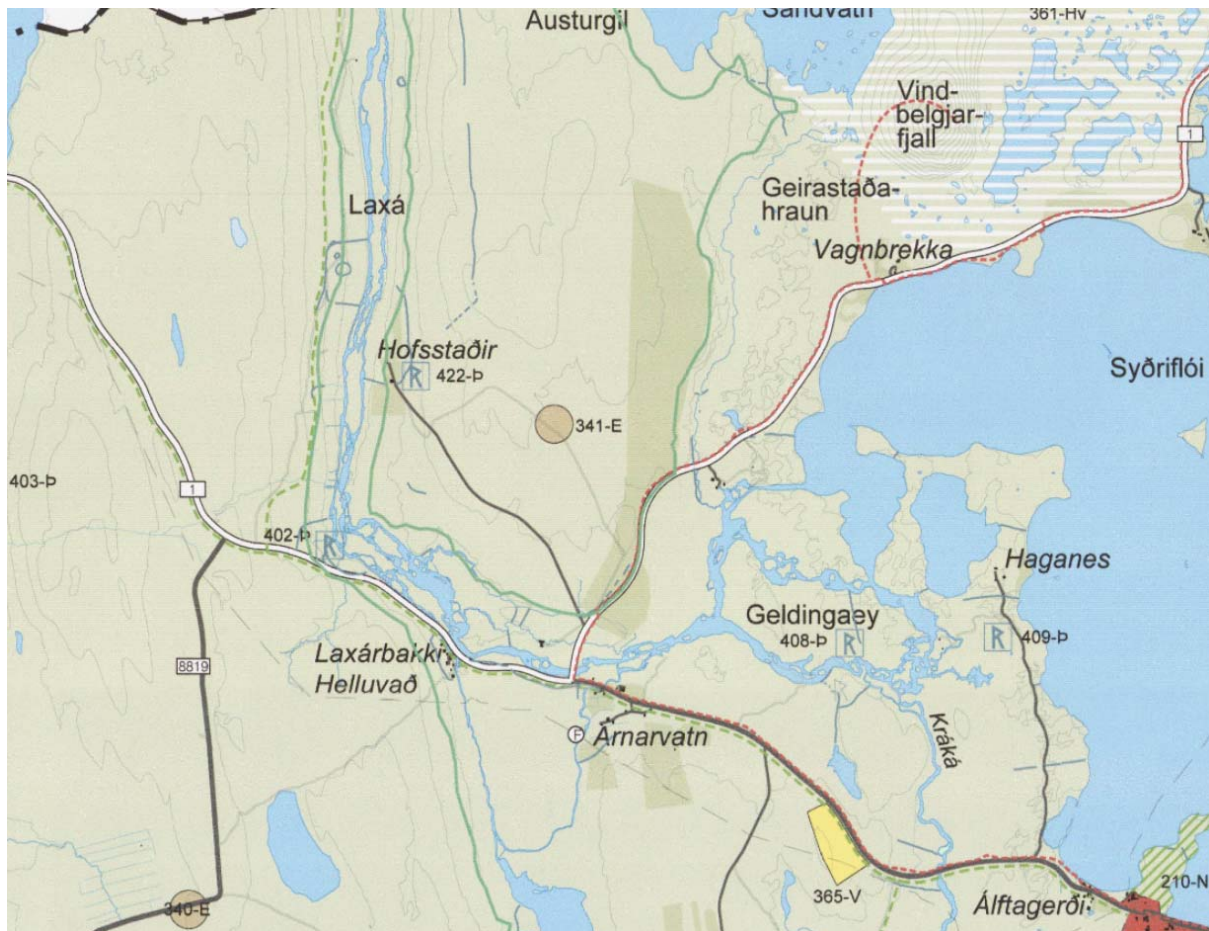 Austurgil
Sandvatn
361-Hv
Vind-
belgjar-
fjall
1
Laxá
Geirastaða-
hraun
Vagnbrekka
Hofsstaðir
422-Þ
Syðriflói
341-E
403-Þ
1
402-Þ
Haganes
Geldingaey
408-Þ
409-Þ
Laxárbakki
Helluvað
8819
F
Arnarvatn
Kráká
365-V
340-E
Álftagerði
210-N